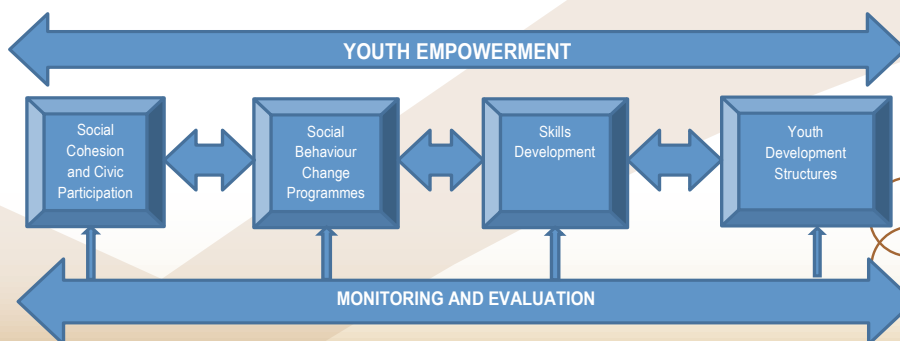 YOUTH EMPOWERMENT
Social
Cohesion
and Civic
Participation
Social
Behaviour
Change
Programmes
Skills
Development
Youth
Development
Structures
MONITORING AND EVALUATION